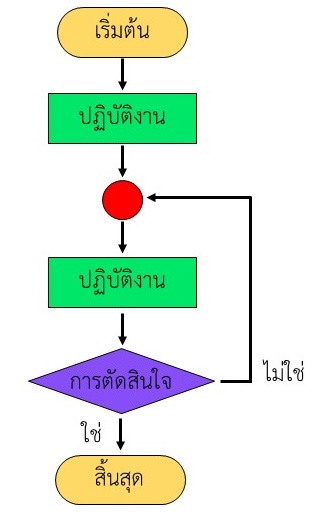 เริ่มต้น
ปฏิบัติงาน
ปฏิบัติงาน
การตัดสินใจ
ไม่ใช่
ใช่
สิ้นสุด